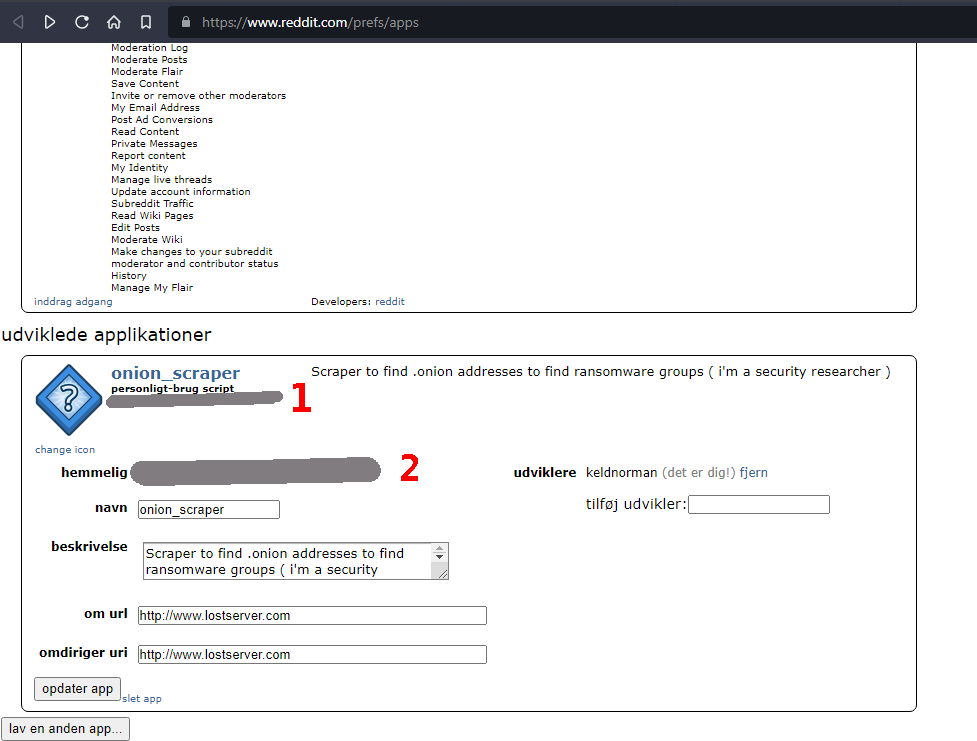 https://www.reddit.com/prefs/apps
Moderation Log
Moderate Posts
Moderate Flair
Save Content
Invite or remove other moderators
My Email Address
Post Ad Conversions
Read Content
Private Messages
Report content
My Identity
Manage live threads
Update account information
Subreddit Traffic
Read Wiki Pages
Edit Posts
Moderate Wiki
Make changes to your subreddit
moderator and contributor status
History
Manage My Flair
inddrag adgang
Developers: reddit
udviklede applikationer
onion_scraper
personligt-brug script
1
Scraper to find .onion addresses to find ransomware groups ( i'm a security researcher )
change icon
hemmelig
2
udviklere keldnorman (det er dig!) fjern
navn onion_scraper
tilføj udvikler:
beskrivelse
Scraper to find .onion addresses to find
ransomware groups ( i'm a security
om url http://www.lostserver.com
omdiriger uri http://www.lostserver.com
opdater app
slet app
lav en anden app...